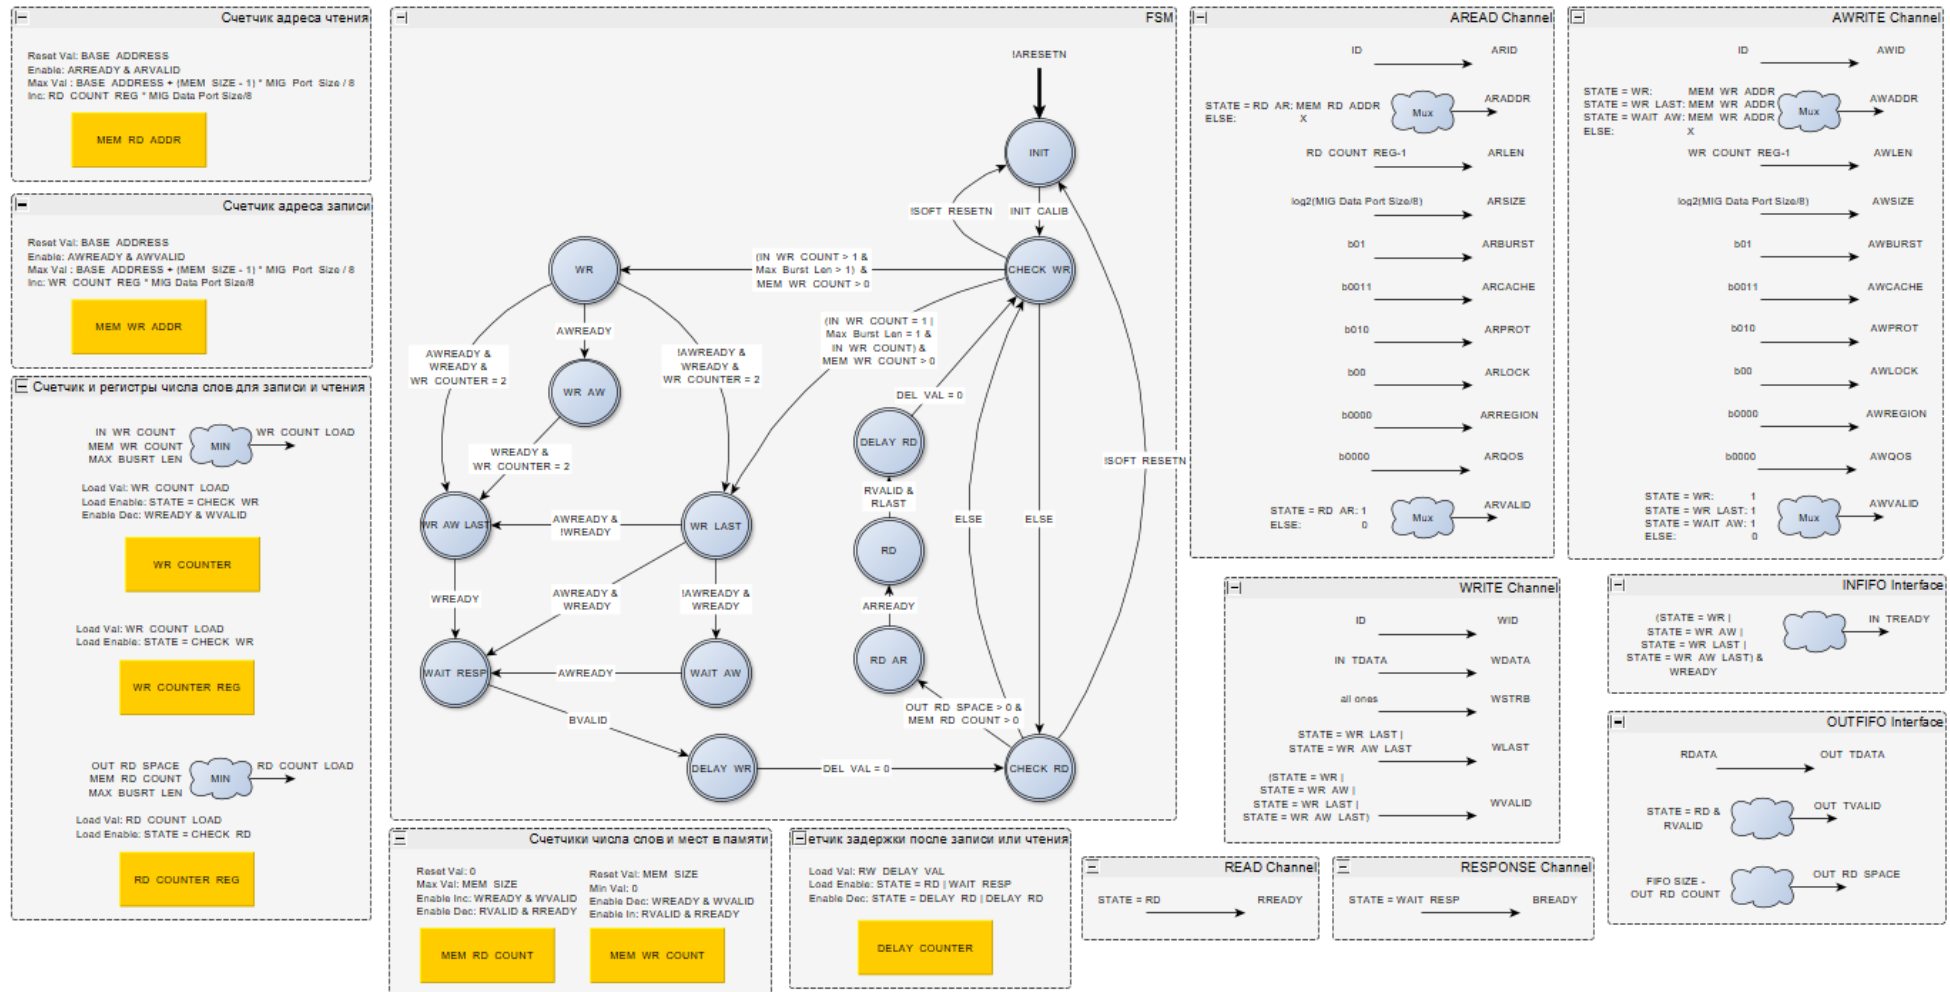 Счетчик адреса чтения
Reset Val: BASE ADDRESS
Enable: ARREADY & ARVALID
Max Val : BASE ADDRESS + (MEM SIZE - 1) * MIG Port Size / 8
Inc: RD COUNT REG * MIG Data Port Size/8
MEM RD ADDR
Счетчик адреса записи
Reset Val: BASE ADDRESS
Enable: AWREADY & AWVALID
Max Val : BASE ADDRESS + (MEM SIZE - 1) * MIG Port Size / 8
Inc: WR COUNT REG * MIG Data Port Size/8
MEM WR ADDR
Счетчик и регистры числа слов для записи и чтения
IN WR COUNT
MEM WR COUNT
MAX BUSRT LEN
MIN
WR COUNT LOAD
Load Val: WR COUNT LOAD
Load Enable: STATE = CHECK WR
Enable Dec: WREADY & WVALID
WR COUNTER
Load Val: WR COUNT LOAD
Load Enable: STATE = CHECK WR
WR COUNTER REG
OUT RD SPACE
MEM RD COUNT
MAX BUSRT LEN
MIN
RD COUNT LOAD
Load Val: RD COUNT LOAD
Load Enable: STATE = CHECK RD
RD COUNTER REG
FSM
!ARESETN
INIT
!SOFT RESETN
INIT CALIB
CHECK WR
(IN WR COUNT > 1 &
Max Burst Len > 1) &
MEM WR COUNT > 0
WR
(IN WR COUNT = 1 |
Max Burst Len = 1 &
IN WR COUNT) &
MEM WR COUNT > 0
AWREADY
AWREADY &
WREADY &
WR COUNTER = 2
!AWREADY &
WREADY &
WR COUNTER = 2
WR AW
DEL VAL = 0
DELAY RD
WREADY &
WR COUNTER = 2
!SOFT RESETN
RVALID &
RLAST
WR AW LAST
AWREADY &
!WREADY
WR LAST
ELSE
ELSE
RD
WREADY
AWREADY &
WREADY
!AWREADY &
WREADY
ARREADY
WAIT RESP
AWREADY
WAIT AW
RD AR
OUT RD SPACE > 0 &
MEM RD COUNT > 0
BVALID
DELAY WR
DEL VAL = 0
CHECK RD
Счетчики числа слов и мест в памяти
Reset Val: 0
Max Val: MEM SIZE
Enable Inc: WREADY & WVALID
Enable Dec: RVALID & RREADY
MEM RD COUNT
Reset Val: MEM SIZE
Min Val: 0
Enable Dec: WREADY & WVALID
Enable In: RVALID & RREADY
MEM WR COUNT
етчик задержки после записи или чтения
Load Val: RW DELAY VAL
Load Enable: STATE = RD | WAIT RESP
Enable Dec: STATE = DELAY RD | DELAY RD
DELAY COUNTER
AREAD Channel
ID
ARID
STATE = RD AR: MEM RD ADDR
ELSE: X
Mux
ARADDR
RD COUNT REG-1
ARLEN
log2(MIG Data Port Size/8)
ARSIZE
b01
ARBURST
b0011
ARCACHE
b010
ARPROT
b00
ARLOCK
b0000
ARREGION
b0000
ARQOS
STATE = RD AR: 1
ELSE: 0
Mux
ARVALID
AWRITE Channel
ID
AWID
STATE = WR: MEM WR ADDR
STATE = WR LAST: MEM WR ADDR
STATE = WAIT AW: MEM WR ADDR
ELSE: X
Mux
AWADDR
WR COUNT REG-1
AWLEN
log2(MIG Data Port Size/8)
AWSIZE
b01
AWBURST
b0011
AWCACHE
b010
AWPROT
b00
AWLOCK
b0000
AWREGION
b0000
AWQOS
STATE = WR: 1
STATE = WR LAST: 1
STATE = WAIT AW: 1
ELSE: 0
Mux
AWVALID
WRITE Channel
ID
WID
IN TDATA
WDATA
all ones
WSTRB
STATE = WR LAST |
STATE = WR AW LAST
WLAST
(STATE = WR |
STATE = WR AW |
STATE = WR LAST |
STATE = WR AW LAST)
WVALID
INFIFO Interface
(STATE = WR |
STATE = WR AW |
STATE = WR LAST |
STATE = WR AW LAST) &
WREADY
IN TREADY
OUTFIFO Interface
RDATA
OUT TDATA
STATE = RD &
RVALID
OUT TVALID
FIFO SIZE -
OUT RD COUNT
OUT RD SPACE
READ Channel
STATE = RD
RREADY
RESPONSE Channel
STATE = WAIT RESP
BREADY